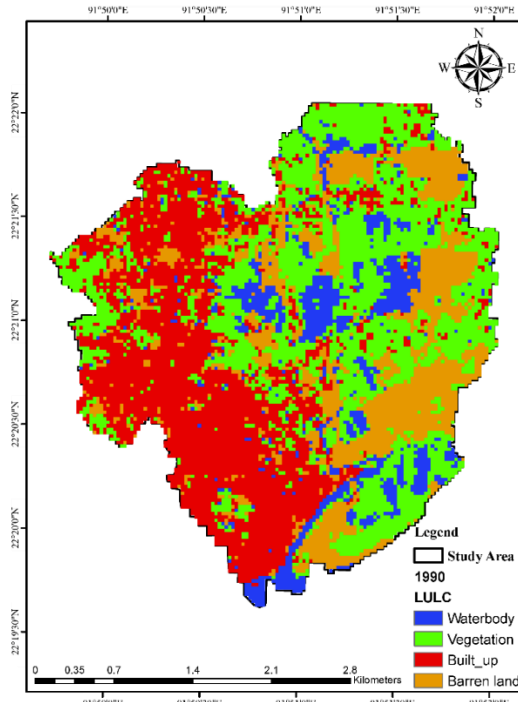 91°50'0"E 91°50'30"E 91°51'0"E 91°51'30"E 91°52'0"E
N
W E
S
22°22'0"N
22°21'30"N
22°21'0"N
22°20'30"N
22°20'0"N
22°19'30"N
Legend
Study Area
1990
LULC
Waterbody
Vegetation
Built_up
Barren land
0 0.35 0.7 1.4 2.1 2.8
Kilometers